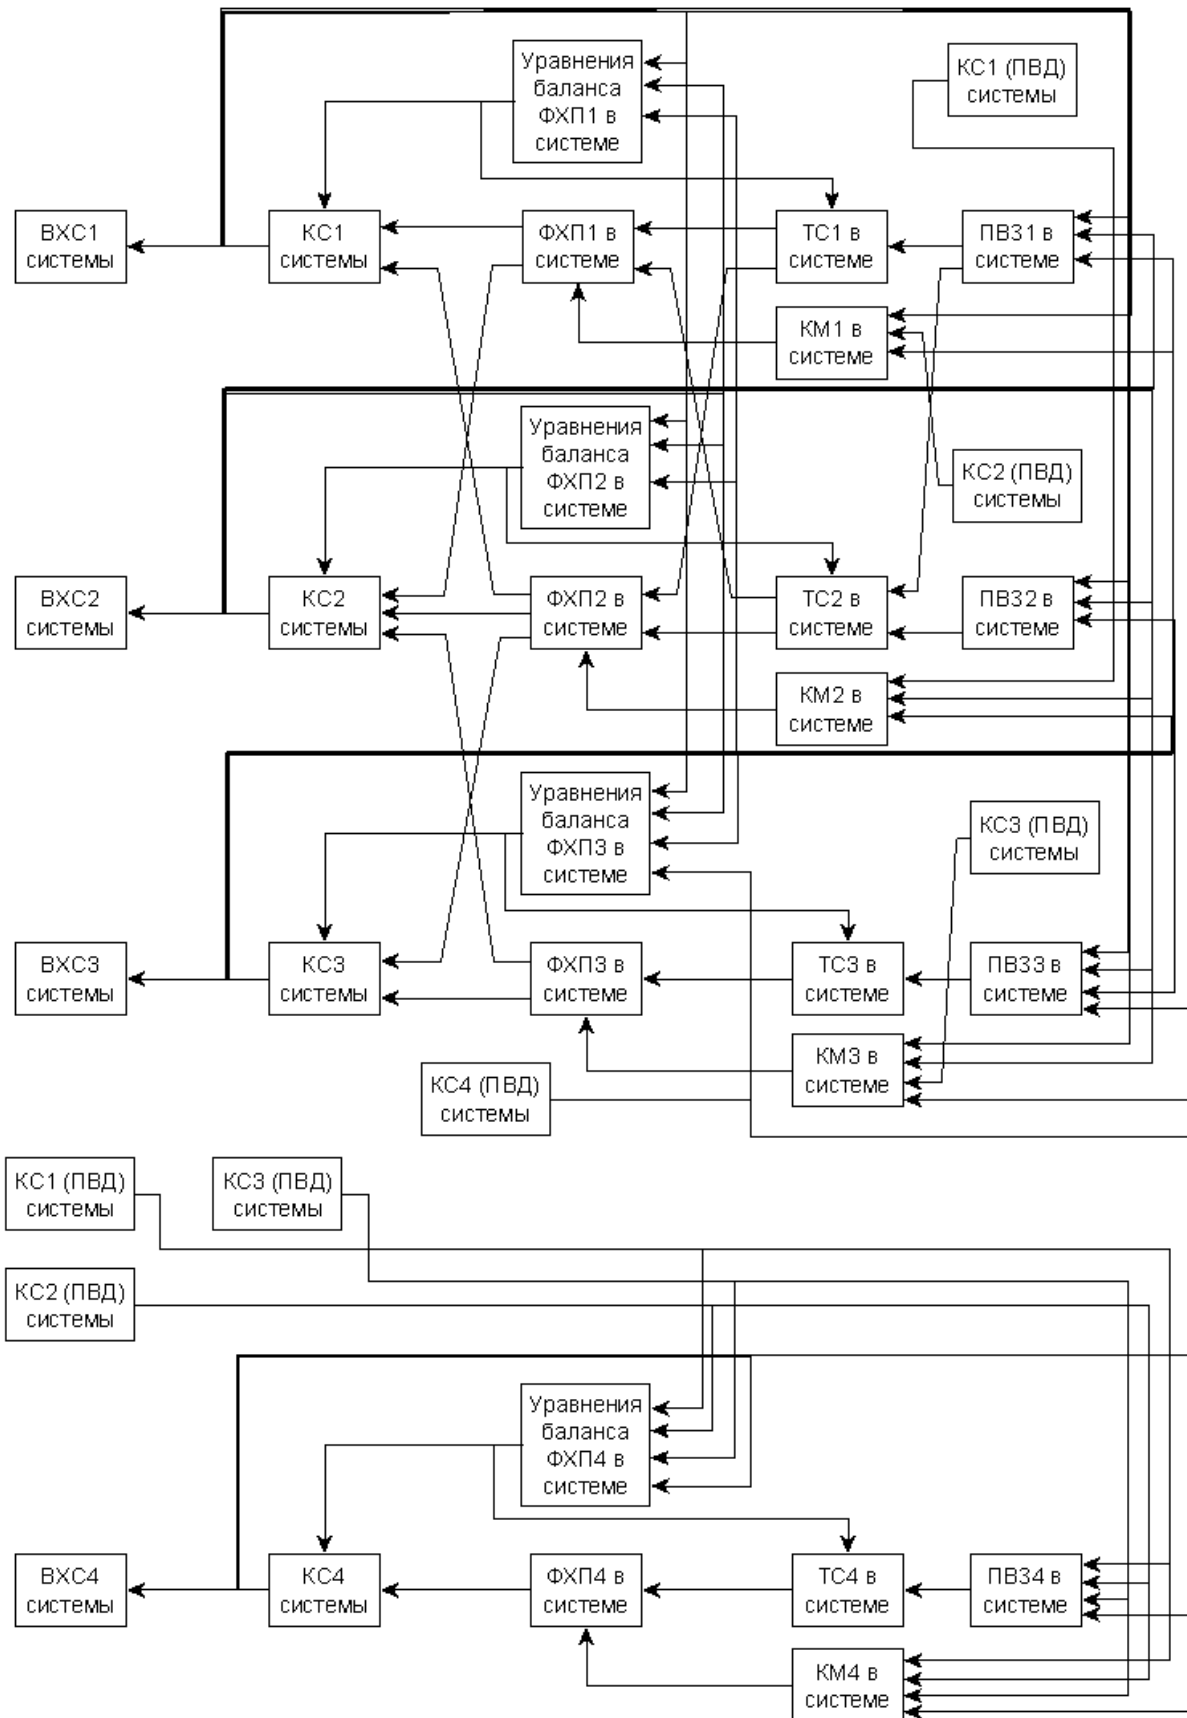 Уравнения
баланса
ФХП1 в
системе
КС1 (ПВД)
системы
ВХС1
системы
КС1
системы
ФХП1 в
системе
ТС1 в
системе
ПВЗ1 в
системе
КМ1 в
системе
Уравнения
баланса
ФХП2 в
системе
КС2 (ПВД)
системы
ВХС2
системы
КС2
системы
ФХП2 в
системе
ТС2 в
системе
ПВЗ2 в
системе
КМ2 в
системе
Уравнения
баланса
ФХП3 в
системе
КС3 (ПВД)
системы
ВХС3
системы
КС3
системы
ФХП3 в
системе
ТС3 в
системе
ПВЗ3 в
системе
КМ3 в
системе
КС4 (ПВД)
системы
КС1 (ПВД)
системы
КС3 (ПВД)
системы
КС2 (ПВД)
системы
Уравнения
баланса
ФХП4 в
системе
ВХС4
системы
КС4
системы
ФХП4 в
системе
ТС4 в
системе
ПВЗ4 в
системе
КМ4 в
системе